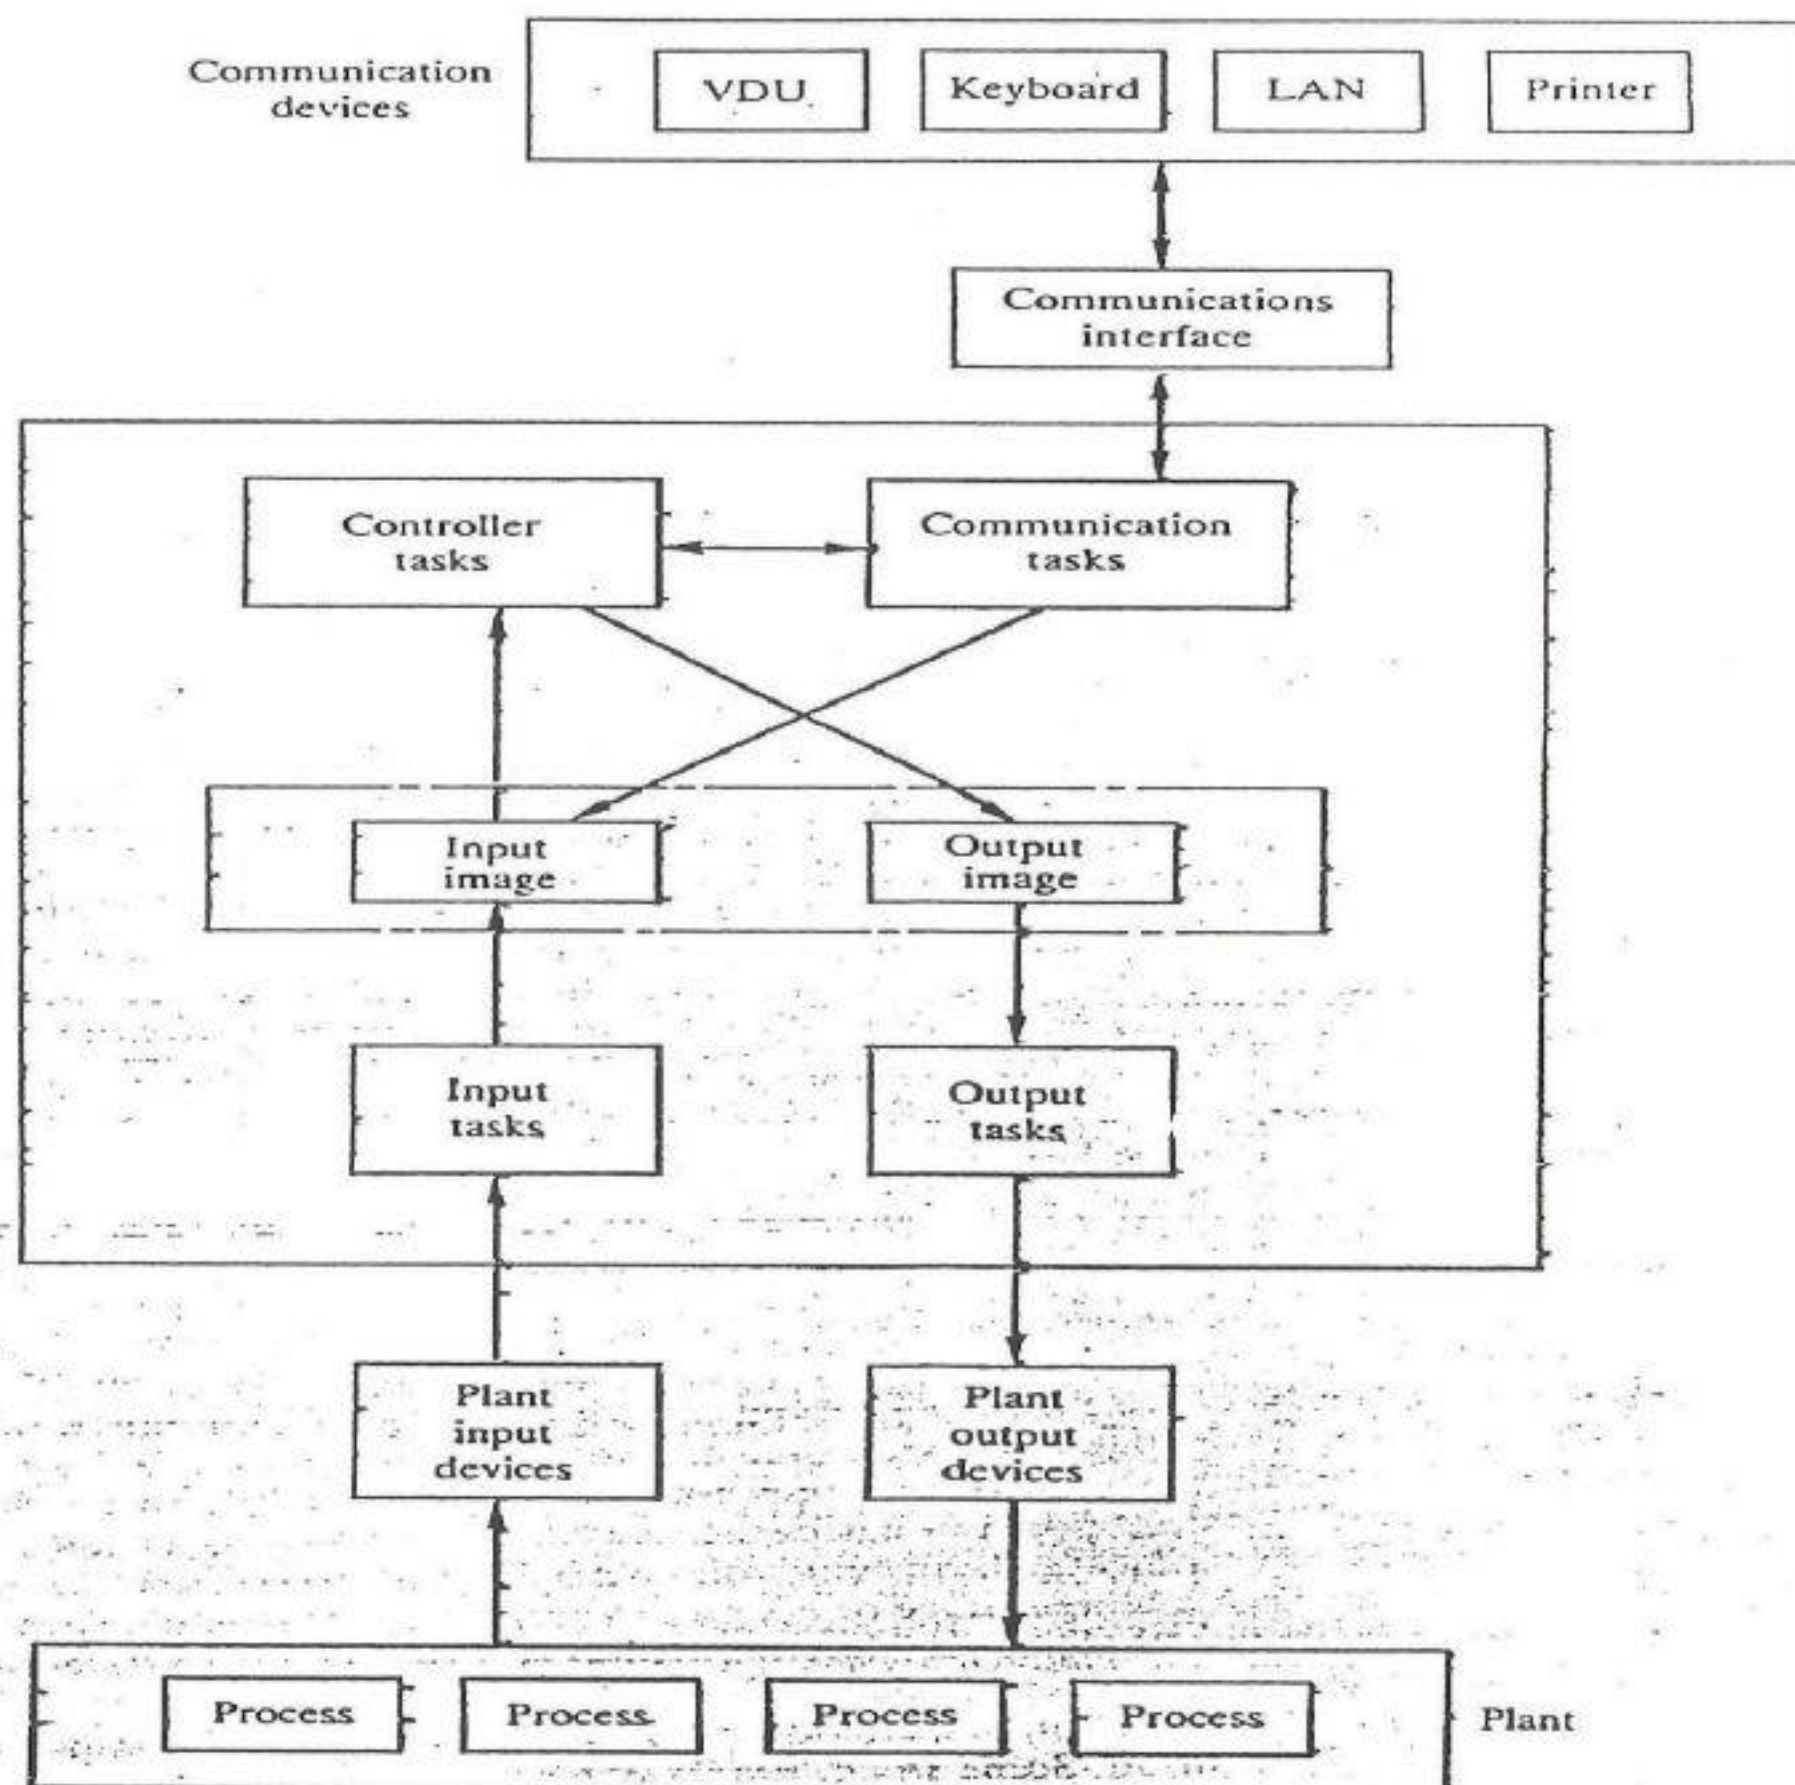 Communication
devices
VDU
Keyboard
LAN
Printer
Communications
interface
Controller
tasks
Communication
tasks
Input
image
Output
image
Input
tasks
Output
tasks
Plant
input
devices
Plant
output
devices
Process
Process
Process
Process
Plant